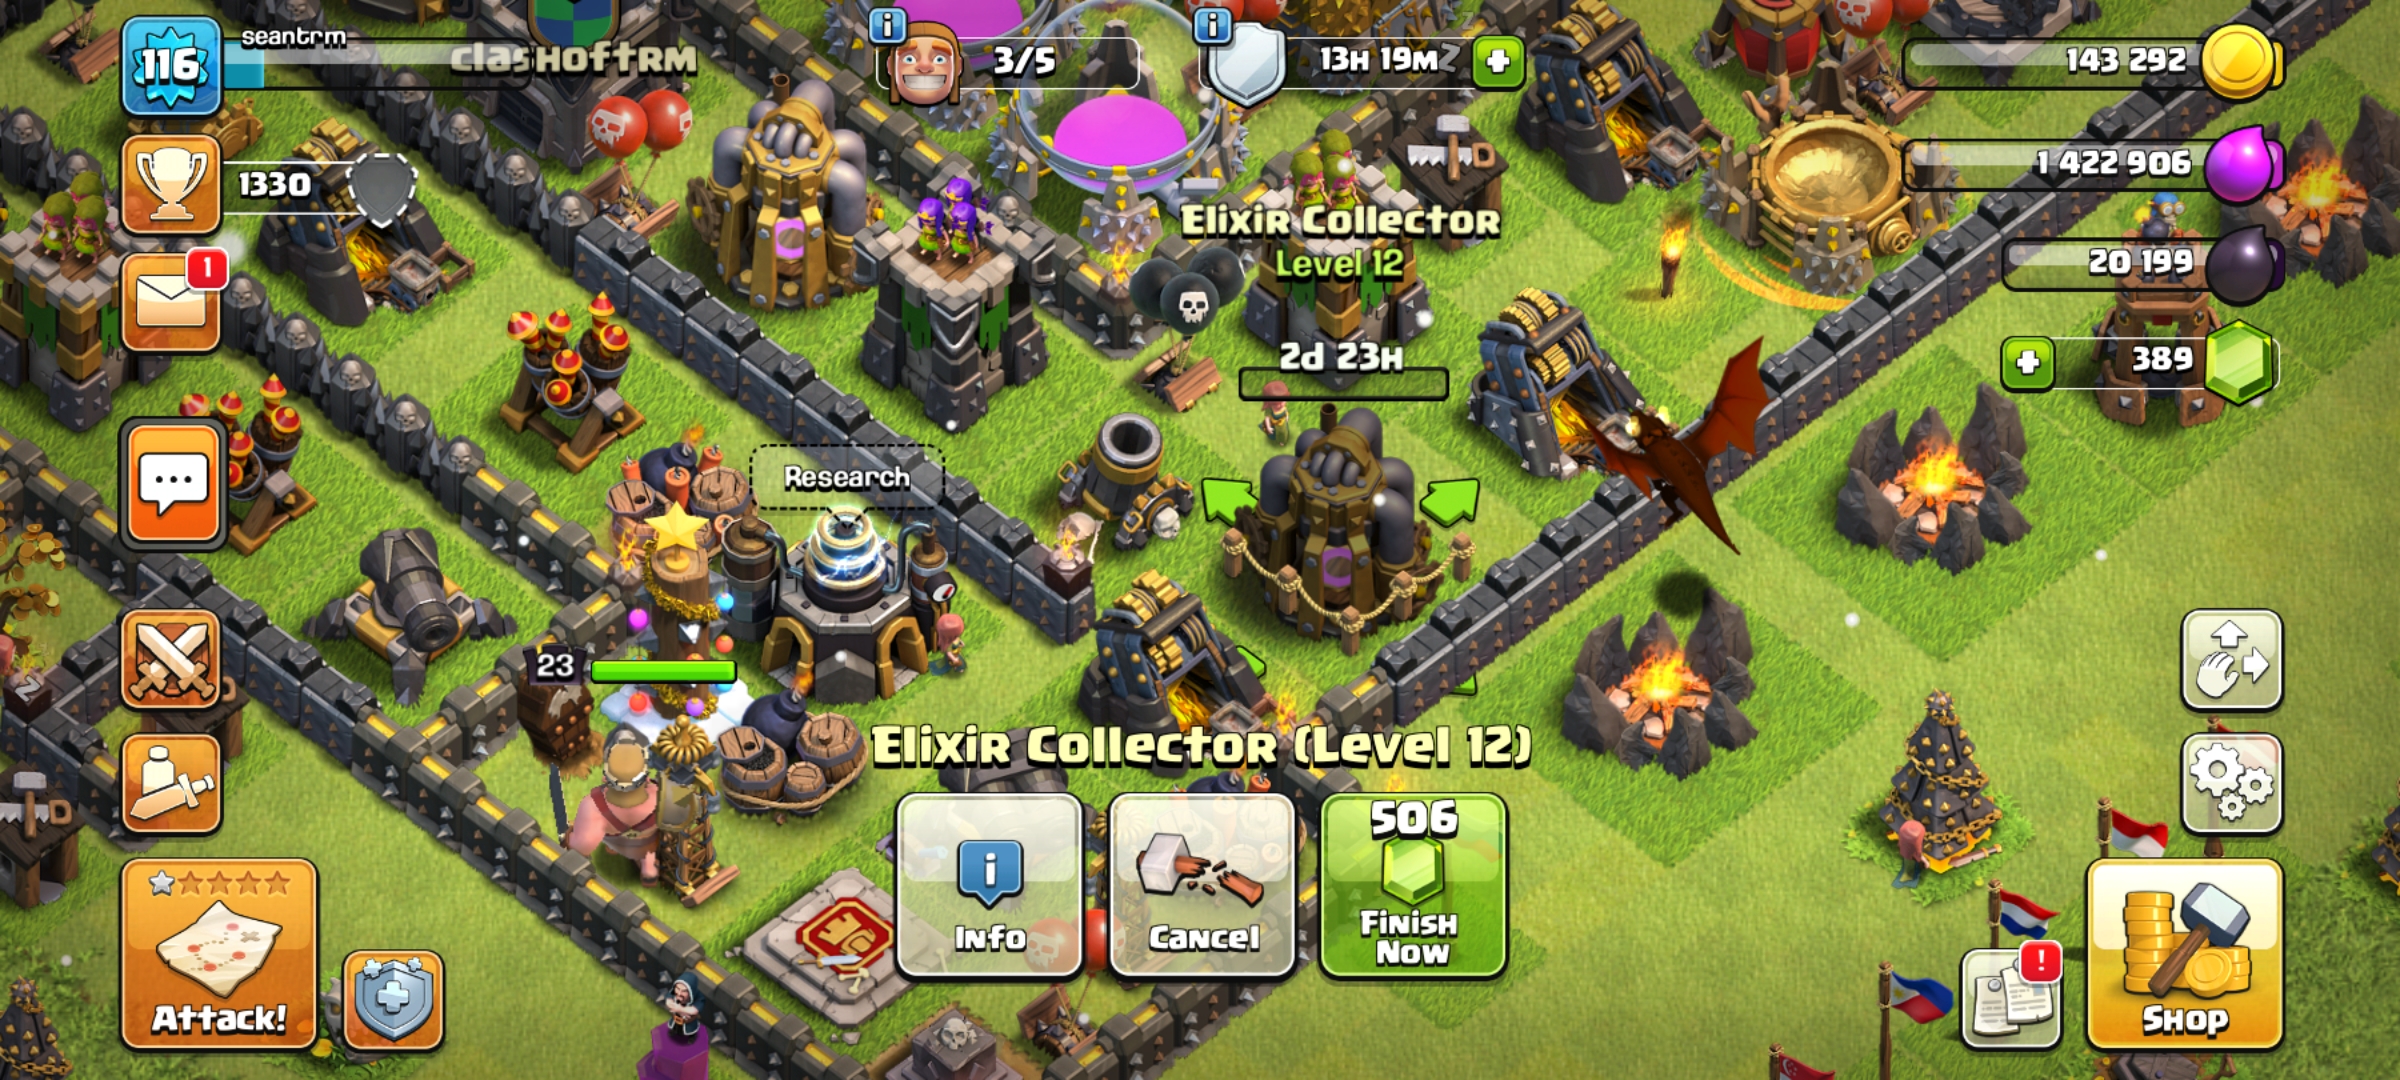 116
seantrm
clasHOfTRM
3/5
13H 19M
143 292
1330
1 422 906
Elixir Collector
Level 12
20 199
1
2d 23H
389
Research
23
Elixir Collector (Level 12)
506
Info
Cancel
Finish
Now
Attack!
!
Shop